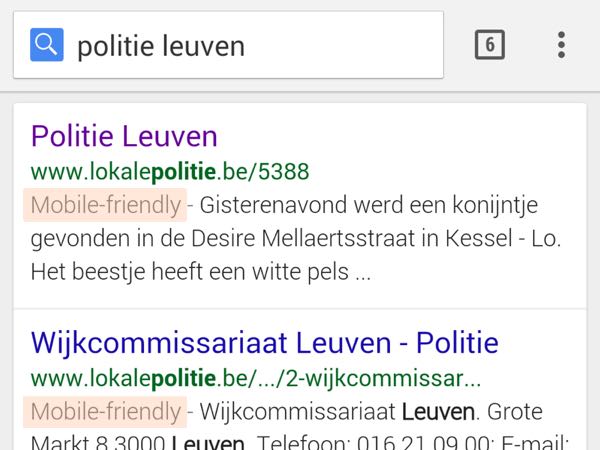 politie leuven
6
Politie Leuven
www.lokalepolitie.be/5388
Mobile-friendly - Gisterenavond werd een konijntje
gevonden in de Desire Mellaertsstraat in Kessel - Lo.
Het beestje heeft een witte pels ...
Wijkcommissariaat Leuven - Politie
www.lokalepolitie.be/.../2-wijkcommissar...
Mobile-friendly - Wijkcommissariaat Leuven. Grote
Markt 8 3000 Leuven. Telefoon: 016 21 09 00; E-mail: